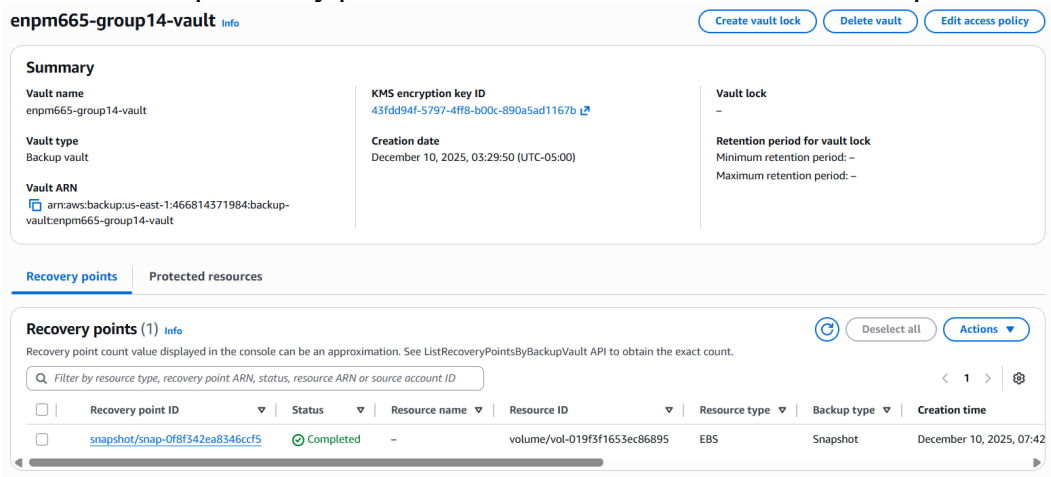 enpm665-group14-vault Info
Create vault lock
Delete vault
Edit access policy
Summary
Vault name
enpm665-group14-vault
Vault type
Backup vault
Vault ARN
arn:aws:backup:us-east-1:466814371984:backup-
vault:enpm665-group14-vault
KMS encryption key ID
43fdd94f-5797-4ff8-b00c-890a5ad1167b
Creation date
December 10, 2025, 03:29:50 (UTC-05:00)
Vault lock
–
Retention period for vault lock
Minimum retention period: –
Maximum retention period: –
Recovery points
Protected resources
Recovery points (1) Info
Deselect all
Actions
Recovery point count value displayed in the console can be an approximation. See ListRecoveryPointsByBackupVault API to obtain the exact count.
Filter by resource type, recovery point ARN, status, resource ARN or source account ID
1
Recovery point ID Status Resource name Resource ID Resource type Backup type Creation time
snapshot/snap-0f8f342ea8346ccf5 Completed – volume/vol-019f3f1653ec86895 EBS Snapshot December 10, 2025, 07:42